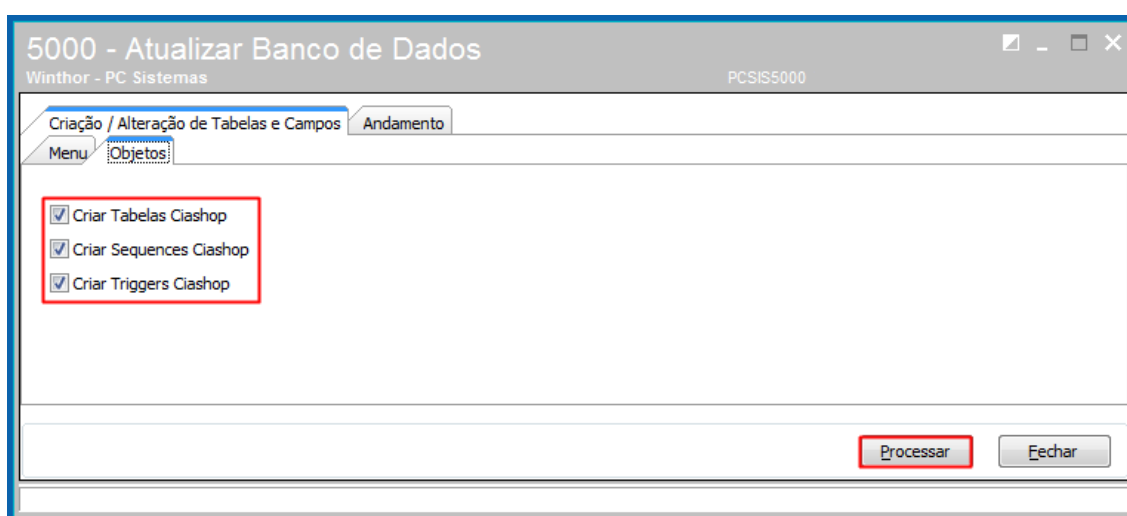 5000 - Atualizar Banco de Dados
Winthor - PC Sistemas PCSIS5000
Criação / Alteração de Tabelas e Campos Andamento
Menu Objetos
Criar Tabelas Ciashop
Criar Sequences Ciashop
Criar Triggers Ciashop
Processar Fechar